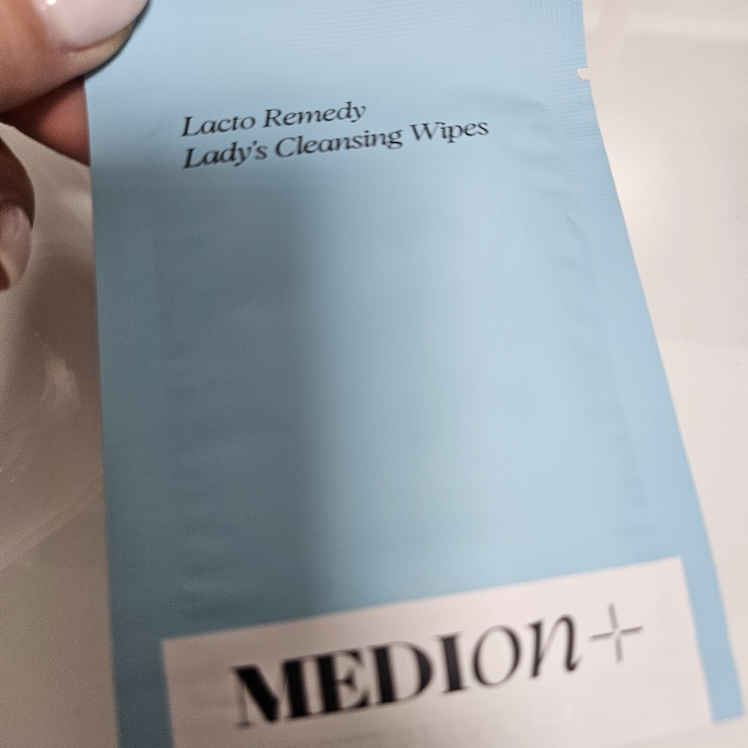 Lacto Remedy
Lady's Cleansing Wipes
MEDION+